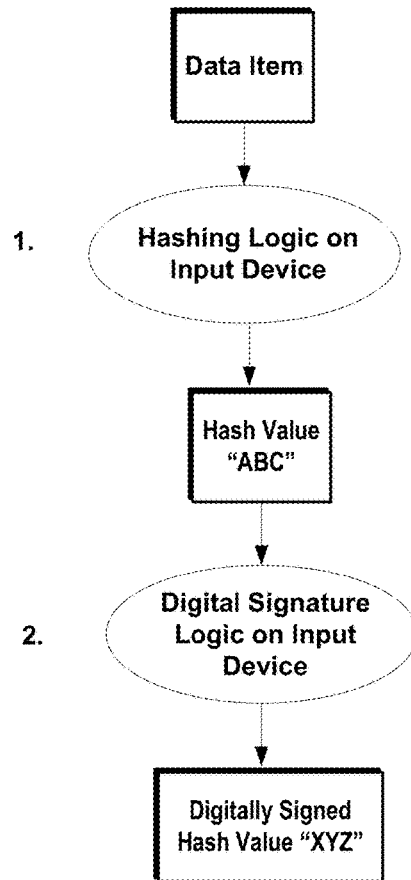 Data Item
1.
Hashing Logic on
Input Device
Hash Value
“ABC”
2.
Digital Signature
Logic on Input
Device
Digitally Signed
Hash Value “XYZ”